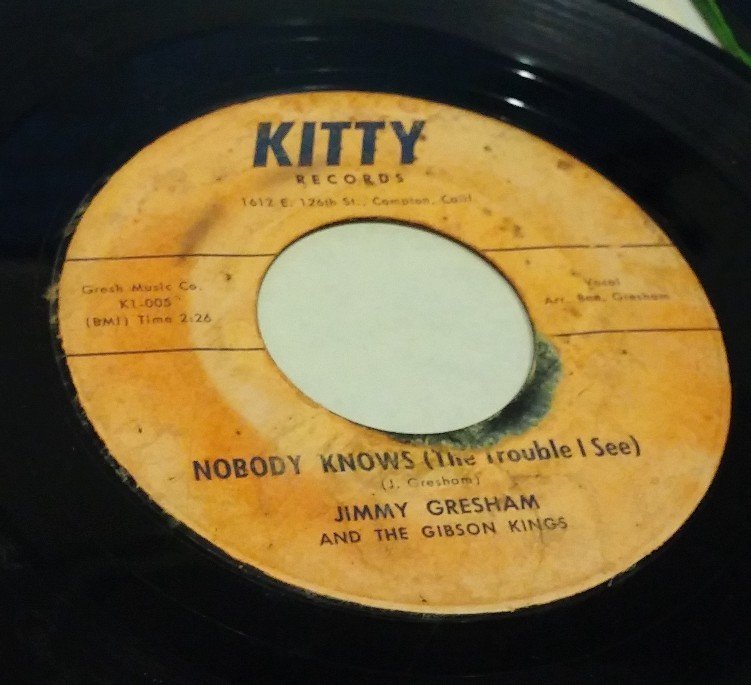 KITTY
RECORDS
1612 E. 126th St., Compton, Calif.
Gresh Music Co.
K1-005
(BMI) Time 2:26
Vocal
Arr. Ben. Gresham
NOBODY KNOWS (The Trouble I See)
(J. Gresham)
JIMMY GRESHAM
AND THE GIBSON KINGS